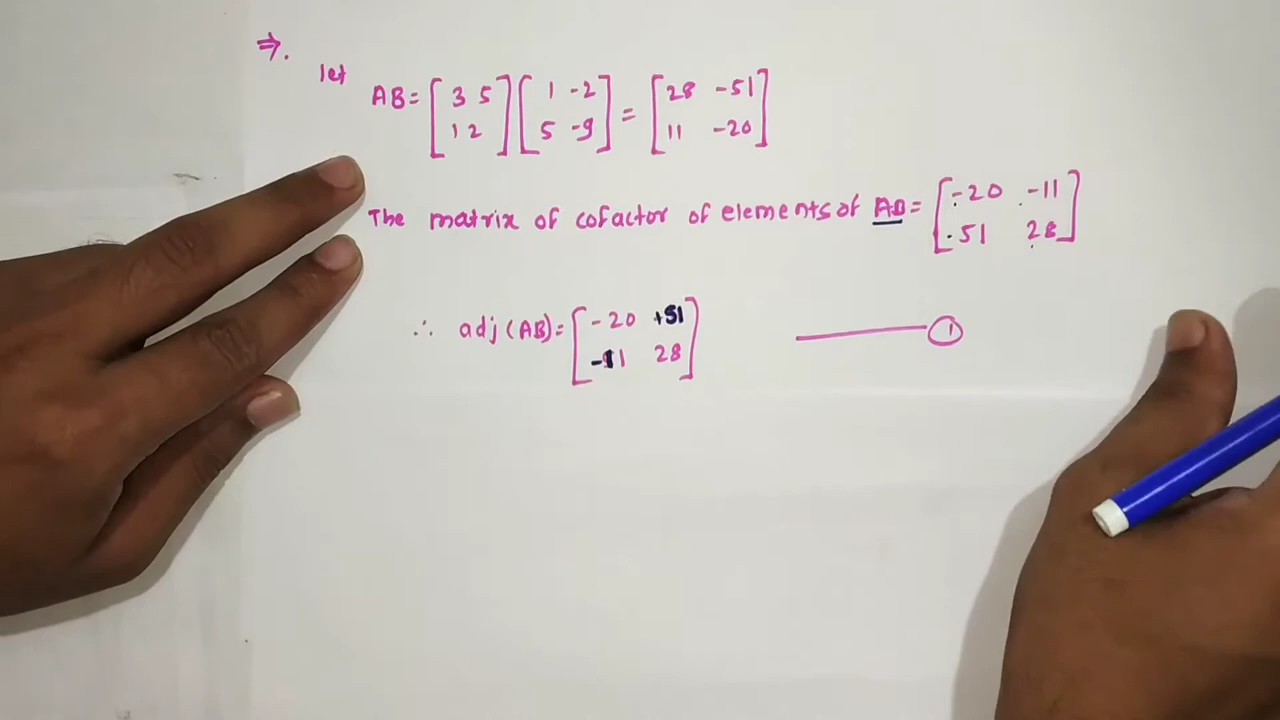 ⇒.
let
AB = [3 5; 1 2] [1 -2; 5 -9] = [28 -51; 11 -20]
The matrix of cofactor of elements of AB = [-20 -11; 51 28]
∴ adj (AB) = [-20 +51; -11 28] ——— ①